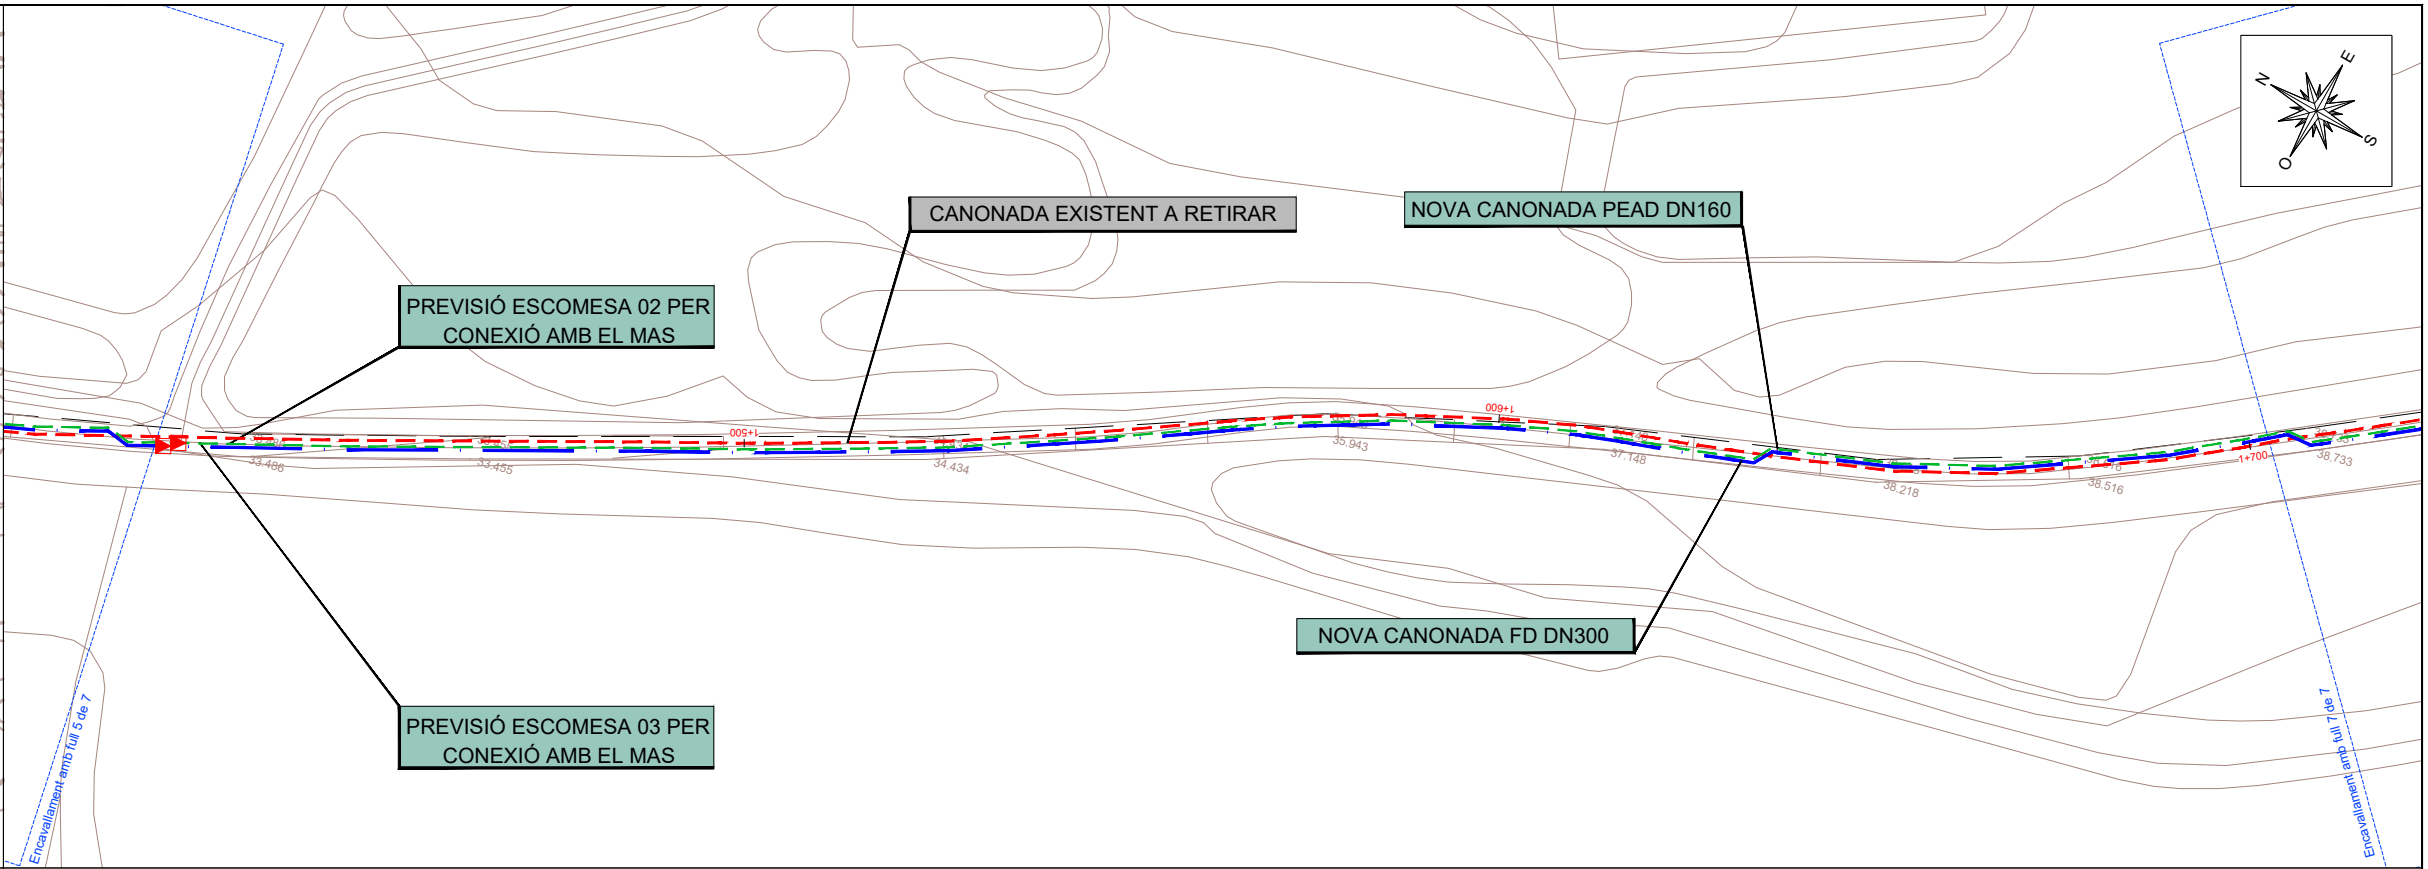 N
E
S
O
CANONADA EXISTENT A RETIRAR
NOVA CANONADA PEAD DN160
PREVISIÓ ESCOMESA 02 PER
CONEXIÓ AMB EL MAS
1+500
1+600
1+700
33.486
33.455
34.434
35.943
37.148
38.218
38.516
38.733
NOVA CANONADA FD DN300
PREVISIÓ ESCOMESA 03 PER
CONEXIÓ AMB EL MAS
Encavallament amb full 5 de 7
Encavallament amb full 7 de 7